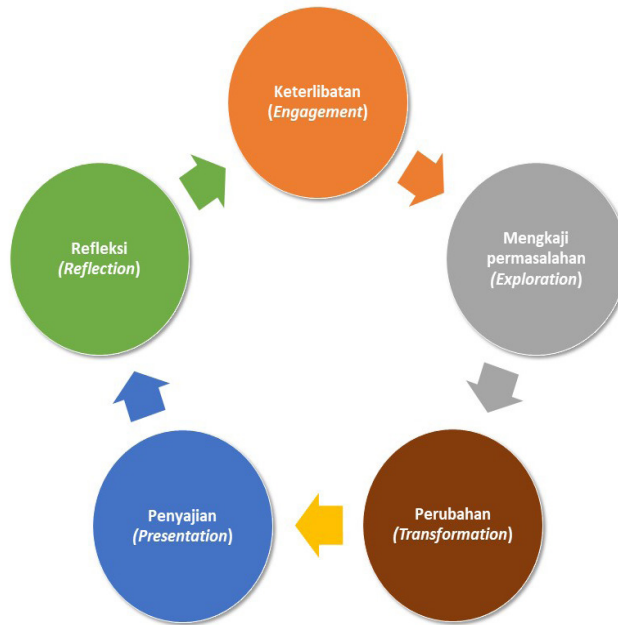 Keterlibatan
(Engagement)
Mengkaji
permasalahan
(Exploration)
Perubahan
(Transformation)
Penyajian
(Presentation)
Refleksi
(Reflection)